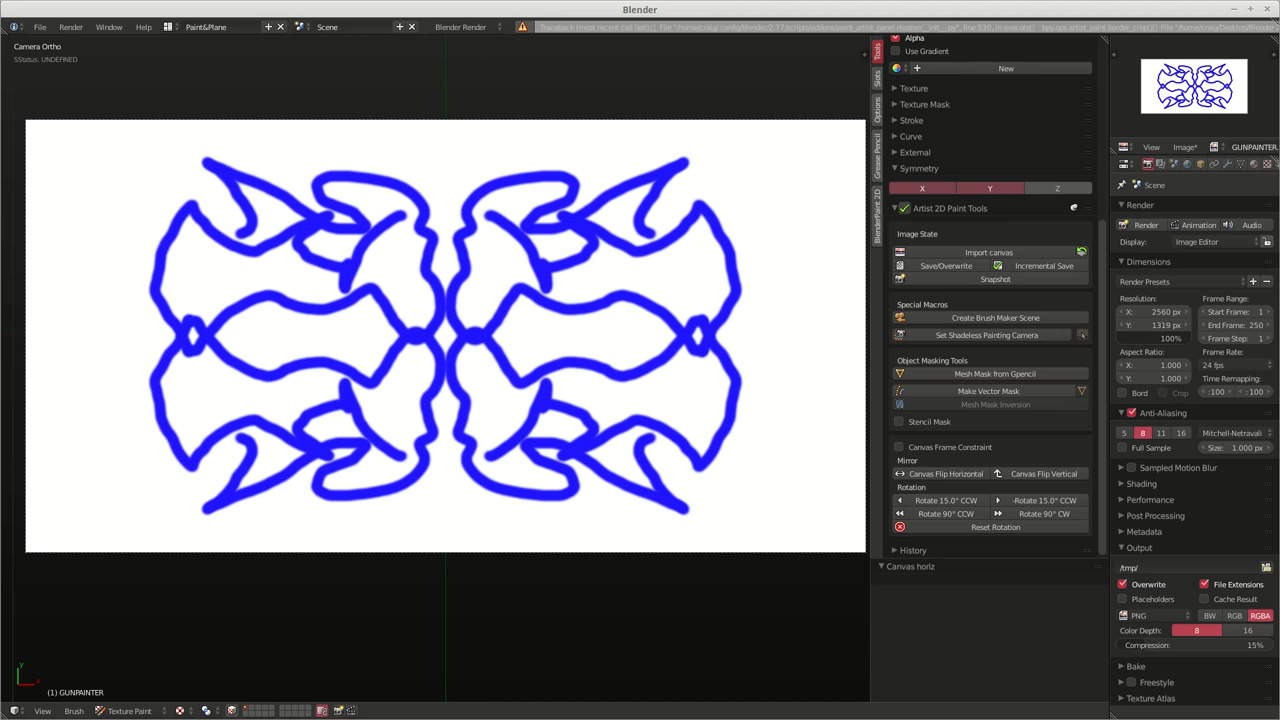 Blender
File Render Window Help Paint&Plane Scene Blender Render
Camera Ortho
SStatus: UNDEFINED
(1) GUNPAINTER
View Brush Texture Paint
Tools
Slots
Options
Grease Pencil
BlenderPaint 2D
Alpha
Use Gradient
New
Texture
Texture Mask
Stroke
Curve
External
Symmetry
X Y Z
Artist 2D Paint Tools
Image State
Import canvas
Save/Overwrite Incremental Save
Snapshot
Special Macros
Create Brush Maker Scene
Set Shadeless Painting Camera
Object Masking Tools
Mesh Mask from Gpencil
Make Vector Mask
Mesh Mask Inversion
Stencil Mask
Canvas Frame Constraint
Mirror
Canvas Flip Horizontal Canvas Flip Vertical
Rotation
Rotate 15.0° CCW -Rotate 15.0° CCW
Rotate 90° CCW Rotate 90° CW
Reset Rotation
History
Canvas horiz
View Image* GUNPAINTER.
Scene
Render
Render Animation Audio
Display: Image Editor
Dimensions
Render Presets
Resolution: Frame Range:
X: 2560 px Start Frame: 1
Y: 1319 px End Frame: 250
100% Frame Step: 1
Aspect Ratio: Frame Rate:
X: 1.000 24 fps
Y: 1.000 Time Remapping:
Bord Crop :100 :100
Anti-Aliasing
5 8 11 16 Mitchell-Netravali
Full Sample Size: 1.000 px
Sampled Motion Blur
Shading
Performance
Post Processing
Metadata
Output
/tmp/
Overwrite File Extensions
Placeholders Cache Result
PNG BW RGB RGBA
Color Depth: 8 16
Compression: 15%
Bake
Freestyle
Texture Atlas
y
x